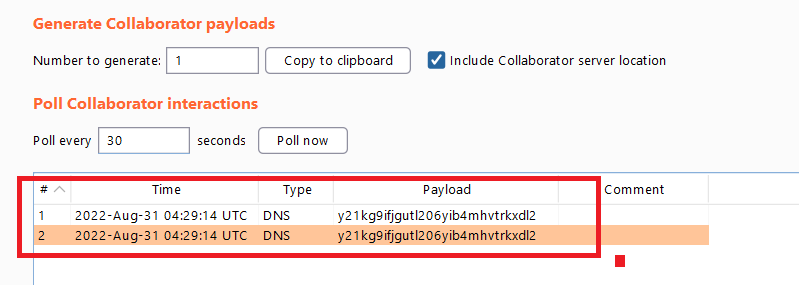 Generate Collaborator payloads
Number to generate: 1 Copy to clipboard Include Collaborator server location
Poll Collaborator interactions
Poll every 30 seconds Poll now
# Time Type Payload Comment
1 2022-Aug-31 04:29:14 UTC DNS y21kg9ifjgutl206yib4mhvtrkxdl2
2 2022-Aug-31 04:29:14 UTC DNS y21kg9ifjgutl206yib4mhvtrkxdl2